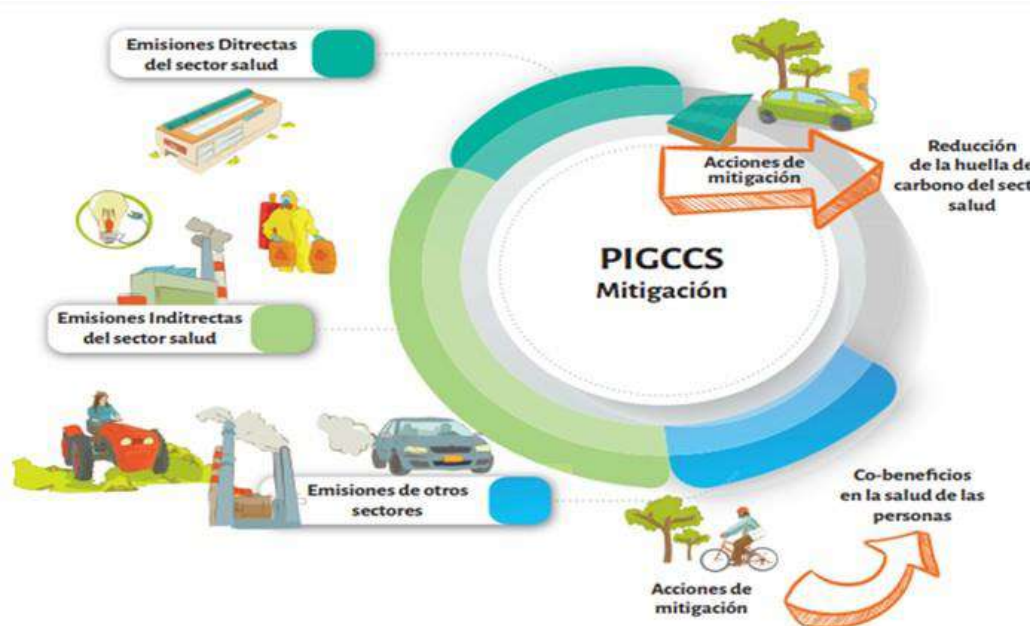 Emisiones Ditrectas
del sector salud
Acciones de
mitigación
Reducción
de la huella de
carbono del sect
salud
PIGCCS
Mitigación
Emisiones Inditrectas
del sector salud
Emisiones de otros
sectores
Co-beneficios
en la salud de las
personas
Acciones de
mitigación